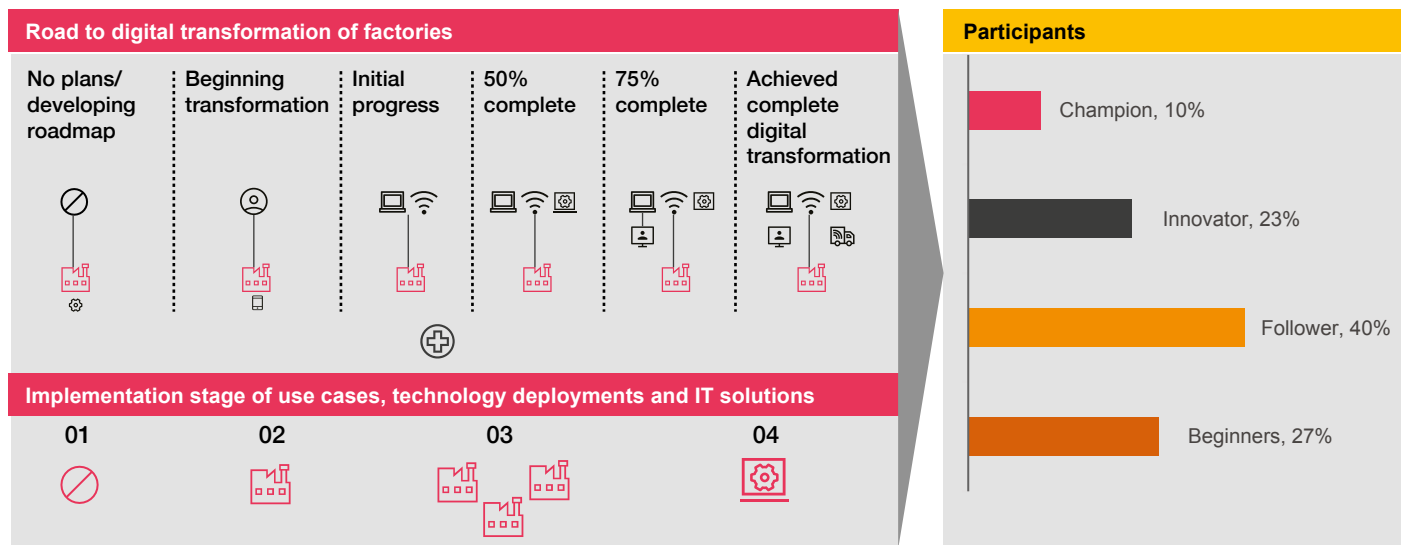 Road to digital transformation of factories
No plans/
developing
roadmap
Beginning
transformation
Initial
progress
50%
complete
75%
complete
Achieved
complete
digital
transformation
Implementation stage of use cases, technology deployments and IT solutions
01
02
03
04
Participants
Champion, 10%
Innovator, 23%
Follower, 40%
Beginners, 27%